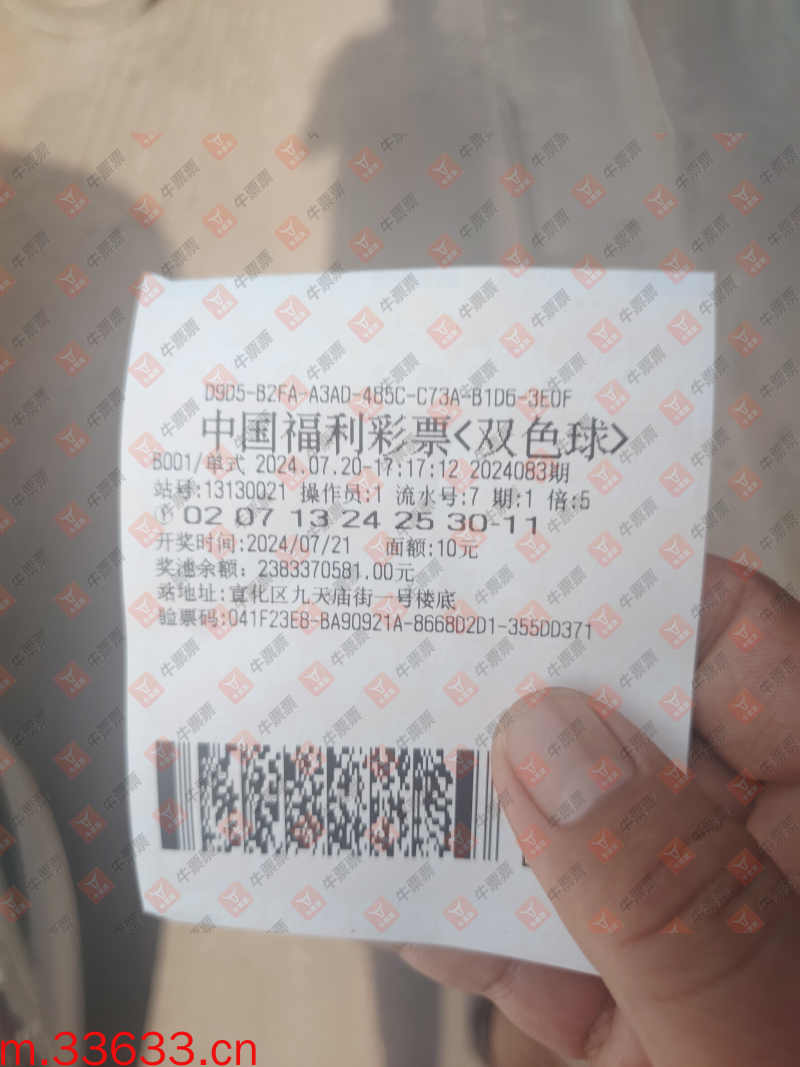 D9D5-B2FA-A3AD-485C-C73A-B1D6-3E0F
中国福利彩票<双色球>
B001/单式 2024.07.20-17:17:12 2024083期
站号:13130021 操作员:1 流水号:7 期:1 倍:5
① 02 07 13 24 25 30-11
开奖时间:2024/07/21 面额:10元
奖池余额: 2383370581.00元
站地址:宣化区九天庙街一号楼底
验票码:041F23E8-BA90921A-8668D2D1-355DD371
牛票票
m.33633.cn